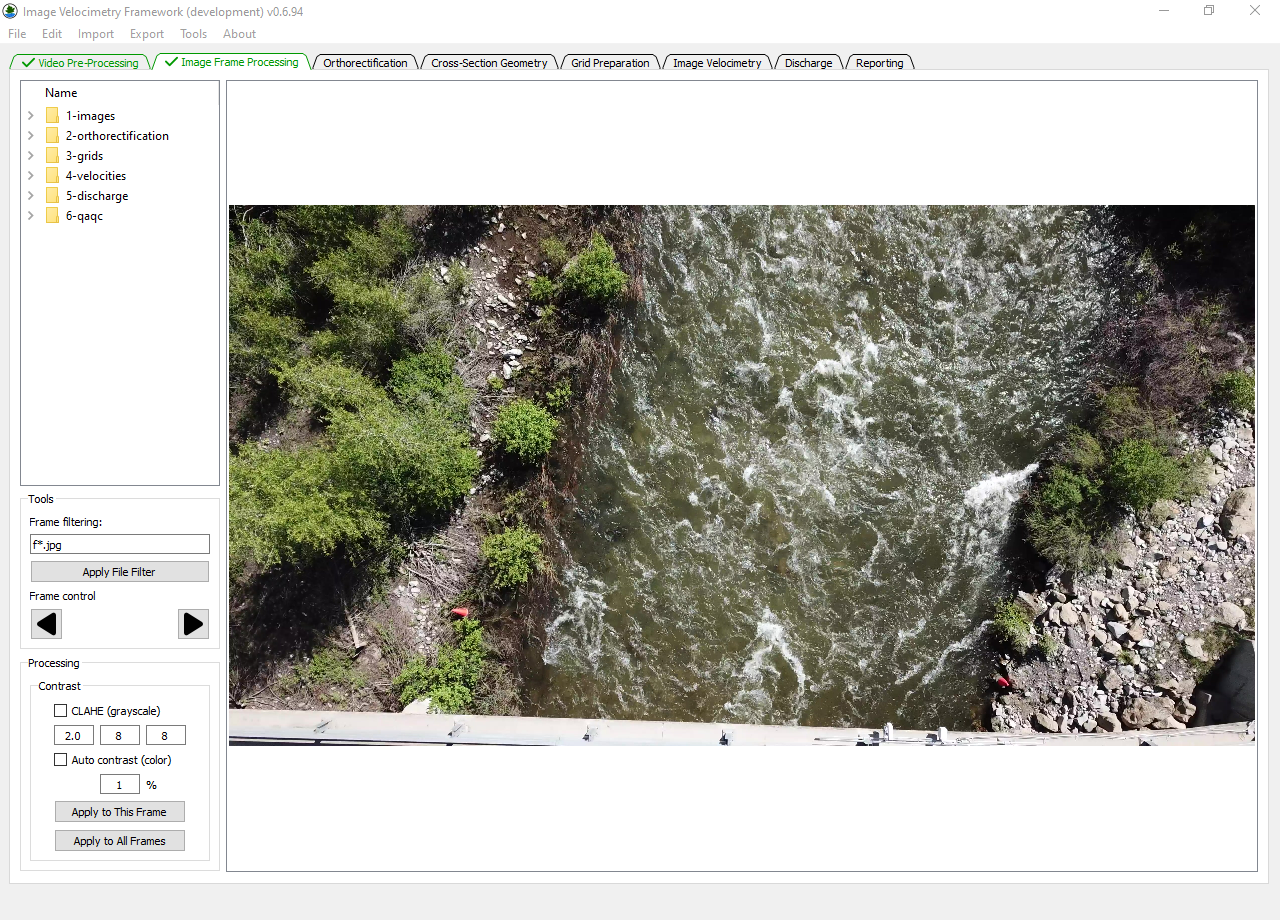 Image Velocimetry Framework (development) v0.6.94
File Edit Import Export Tools About
Video Pre-Processing Image Frame Processing Orthorectification Cross-Section Geometry Grid Preparation Image Velocimetry Discharge Reporting
Name
1-images
2-orthorectification
3-grids
4-velocities
5-discharge
6-qaqc
Tools
Frame filtering:
f*.jpg
Apply File Filter
Frame control
Processing
Contrast
CLAHE (grayscale)
2.0 8 8
Auto contrast (color)
1 %
Apply to This Frame
Apply to All Frames